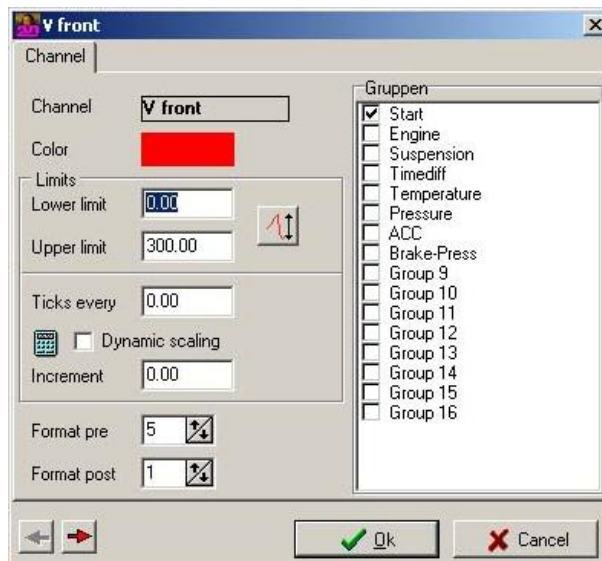 V front
Channel
Channel V front
Color
Limits
Lower limit 0.00
Upper limit 300.00
Ticks every 0.00
Dynamic scaling
Increment 0.00
Format pre 5
Format post 1
Gruppen
Start
Engine
Suspension
Timediff
Temperature
Pressure
ACC
Brake-Press
Group 9
Group 10
Group 11
Group 12
Group 13
Group 14
Group 15
Group 16
Ok
Cancel